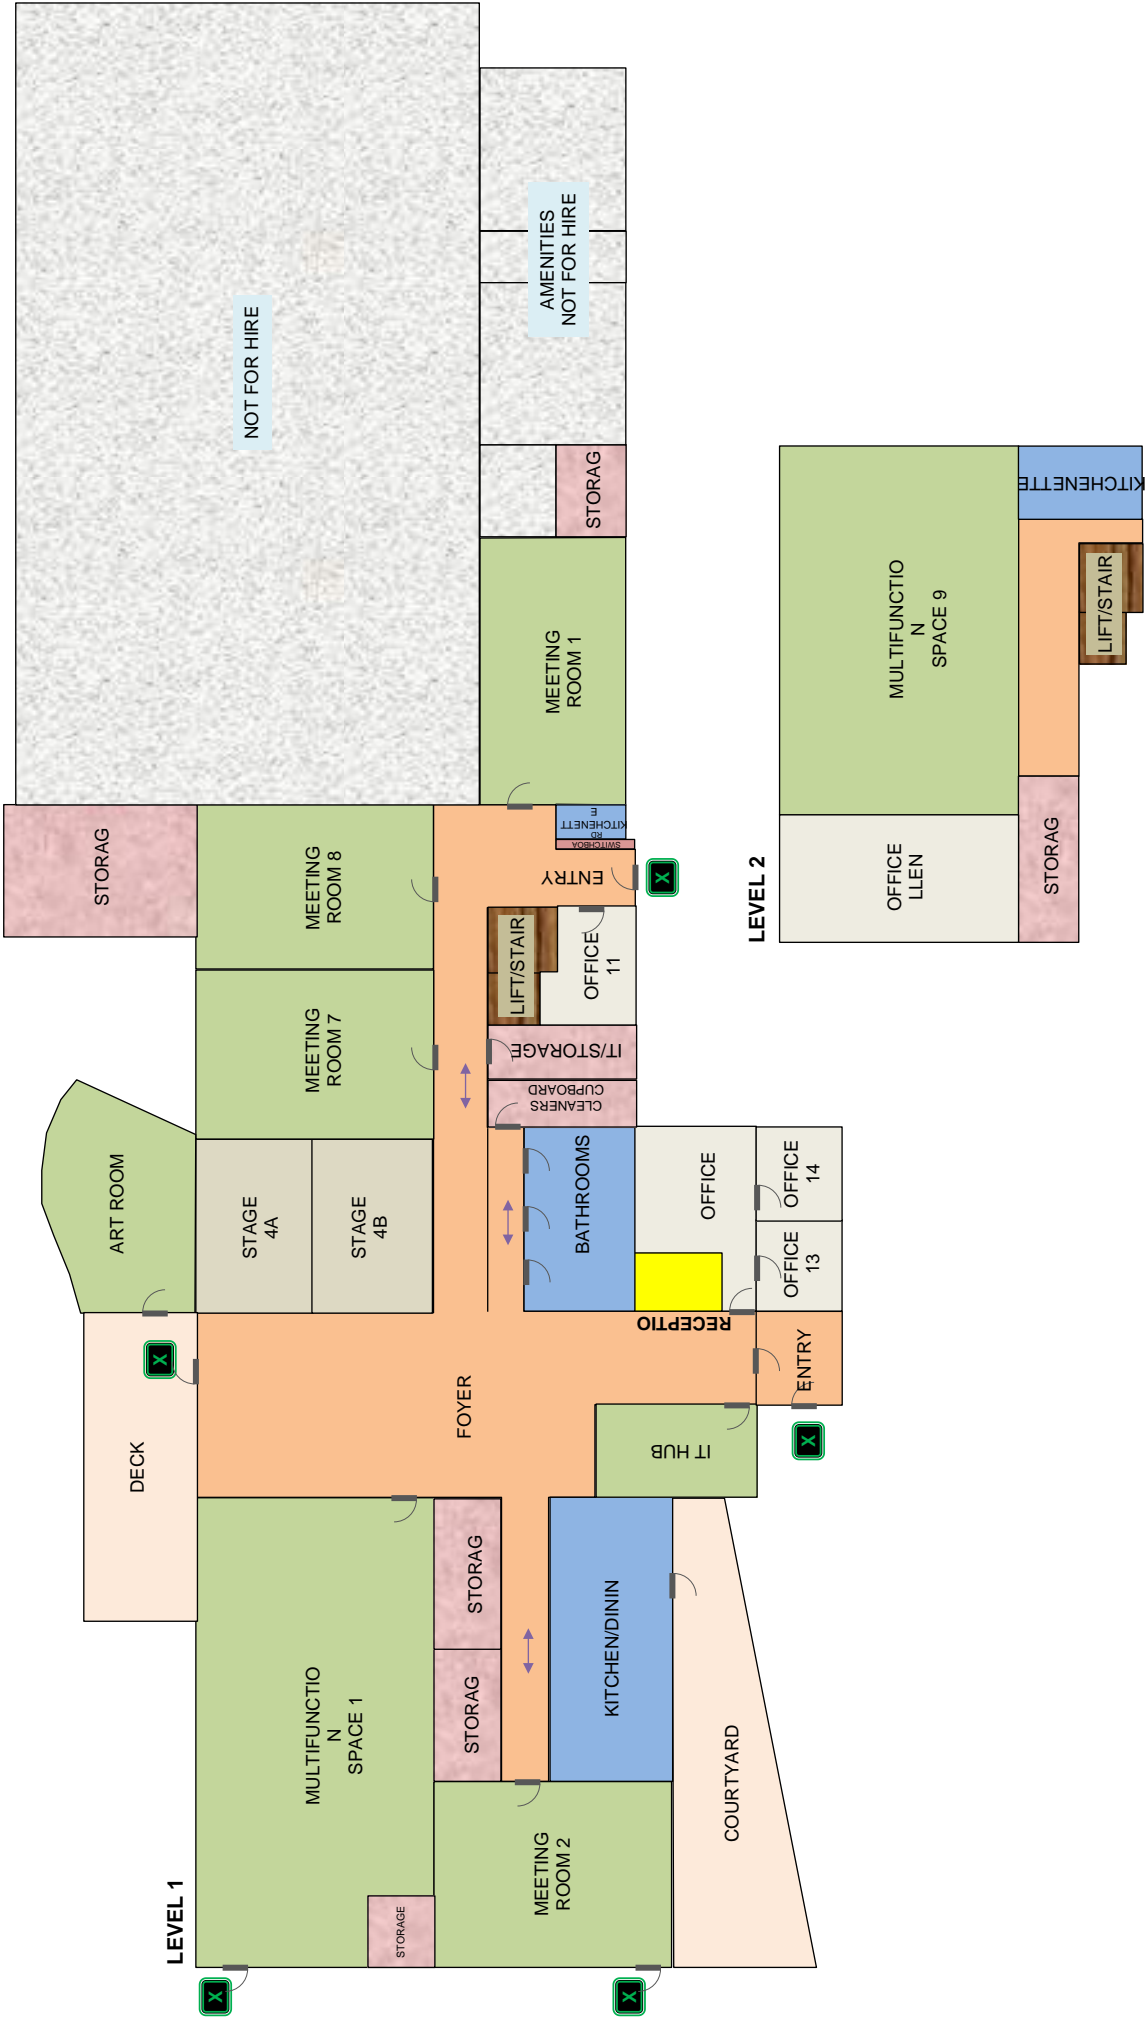 LEVEL 1
STORAG
NOT FOR HIRE
AMENITIES
NOT FOR HIRE
STORAG
MEETING
ROOM 1
MEETING
ROOM 8
MEETING
ROOM 7
KITCHENETT
E
SWITCHBOA
RD
ENTRY
X
LIFT/STAIR
OFFICE
11
IT/STORAGE
CLEANERS
CUPBOARD
ART ROOM
STAGE
4A
STAGE
4B
BATHROOMS
OFFICE
OFFICE
14
OFFICE
13
RECEPTIO
ENTRY
X
X
DECK
FOYER
IT HUB
MULTIFUNCTIO
N
SPACE 1
STORAG
STORAG
KITCHEN/DININ
COURTYARD
MEETING
ROOM 2
STORAGE
X
X
LEVEL 2
OFFICE
LLEN
MULTIFUNCTIO
N
SPACE 9
KITCHENETTE
LIFT/STAIR
STORAG